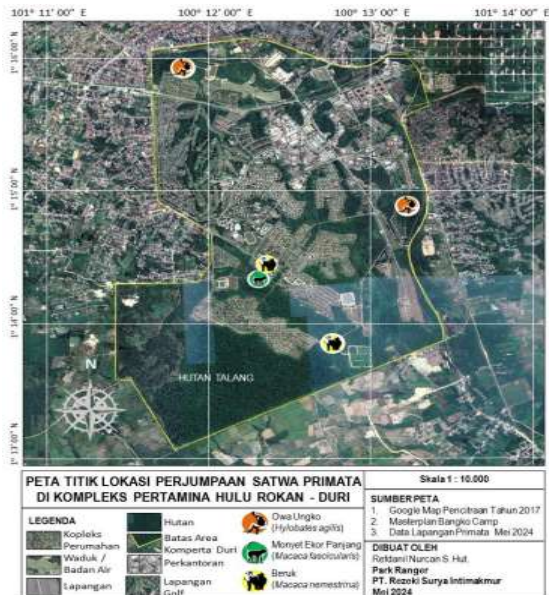 101° 11' 00" E
100° 12' 00" E
100° 13' 00" E
101° 14' 00" E
1° 16' 00" N
1° 15' 00" N
1° 14' 00" N
1° 13' 00" N
HUTAN TALANG
N
PETA TITIK LOKASI PERJUMPAAN SATWA PRIMATA
DI KOMPLEKS PERTAMINA HULU ROKAN - DURI
LEGENDA
Kopleks
Perumahan
Waduk /
Badan Air
Lapangan
Hutan
Batas Area
Komperta Duri
Perkantoran
Lapangan
Golf
Owa Ungko
(Hylobates agilis)
Monyet Ekor Panjang
(Macaca fascicularis)
Beruk
(Macaca nemestrina)
Skala 1 : 10.000
SUMBER PETA
1. Google Map Pencitraan Tahun 2017
2. Masterplan Bangko Camp
3. Data Lapangan Primata Mei 2024
DIBUAT OLEH
Refdanil Nurcan S. Hut.
Park Ranger
PT. Rezeki Surya Intimakmur
Mei 2024